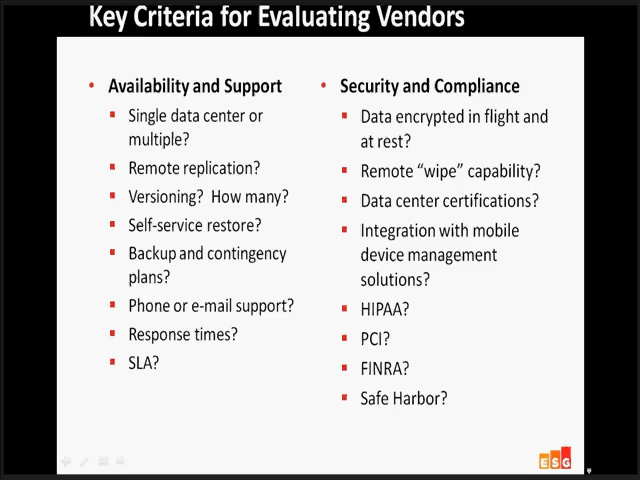 Key Criteria for Evaluating Vendors
Availability and Support
Single data center or
multiple?
Remote replication?
Versioning? How many?
Self-service restore?
Backup and contingency
plans?
Phone or e-mail support?
Response times?
SLA?
Security and Compliance
Data encrypted in flight and
at rest?
Remote “wipe” capability?
Data center certifications?
Integration with mobile
device management
solutions?
HIPAA?
PCI?
FINRA?
Safe Harbor?
ESG